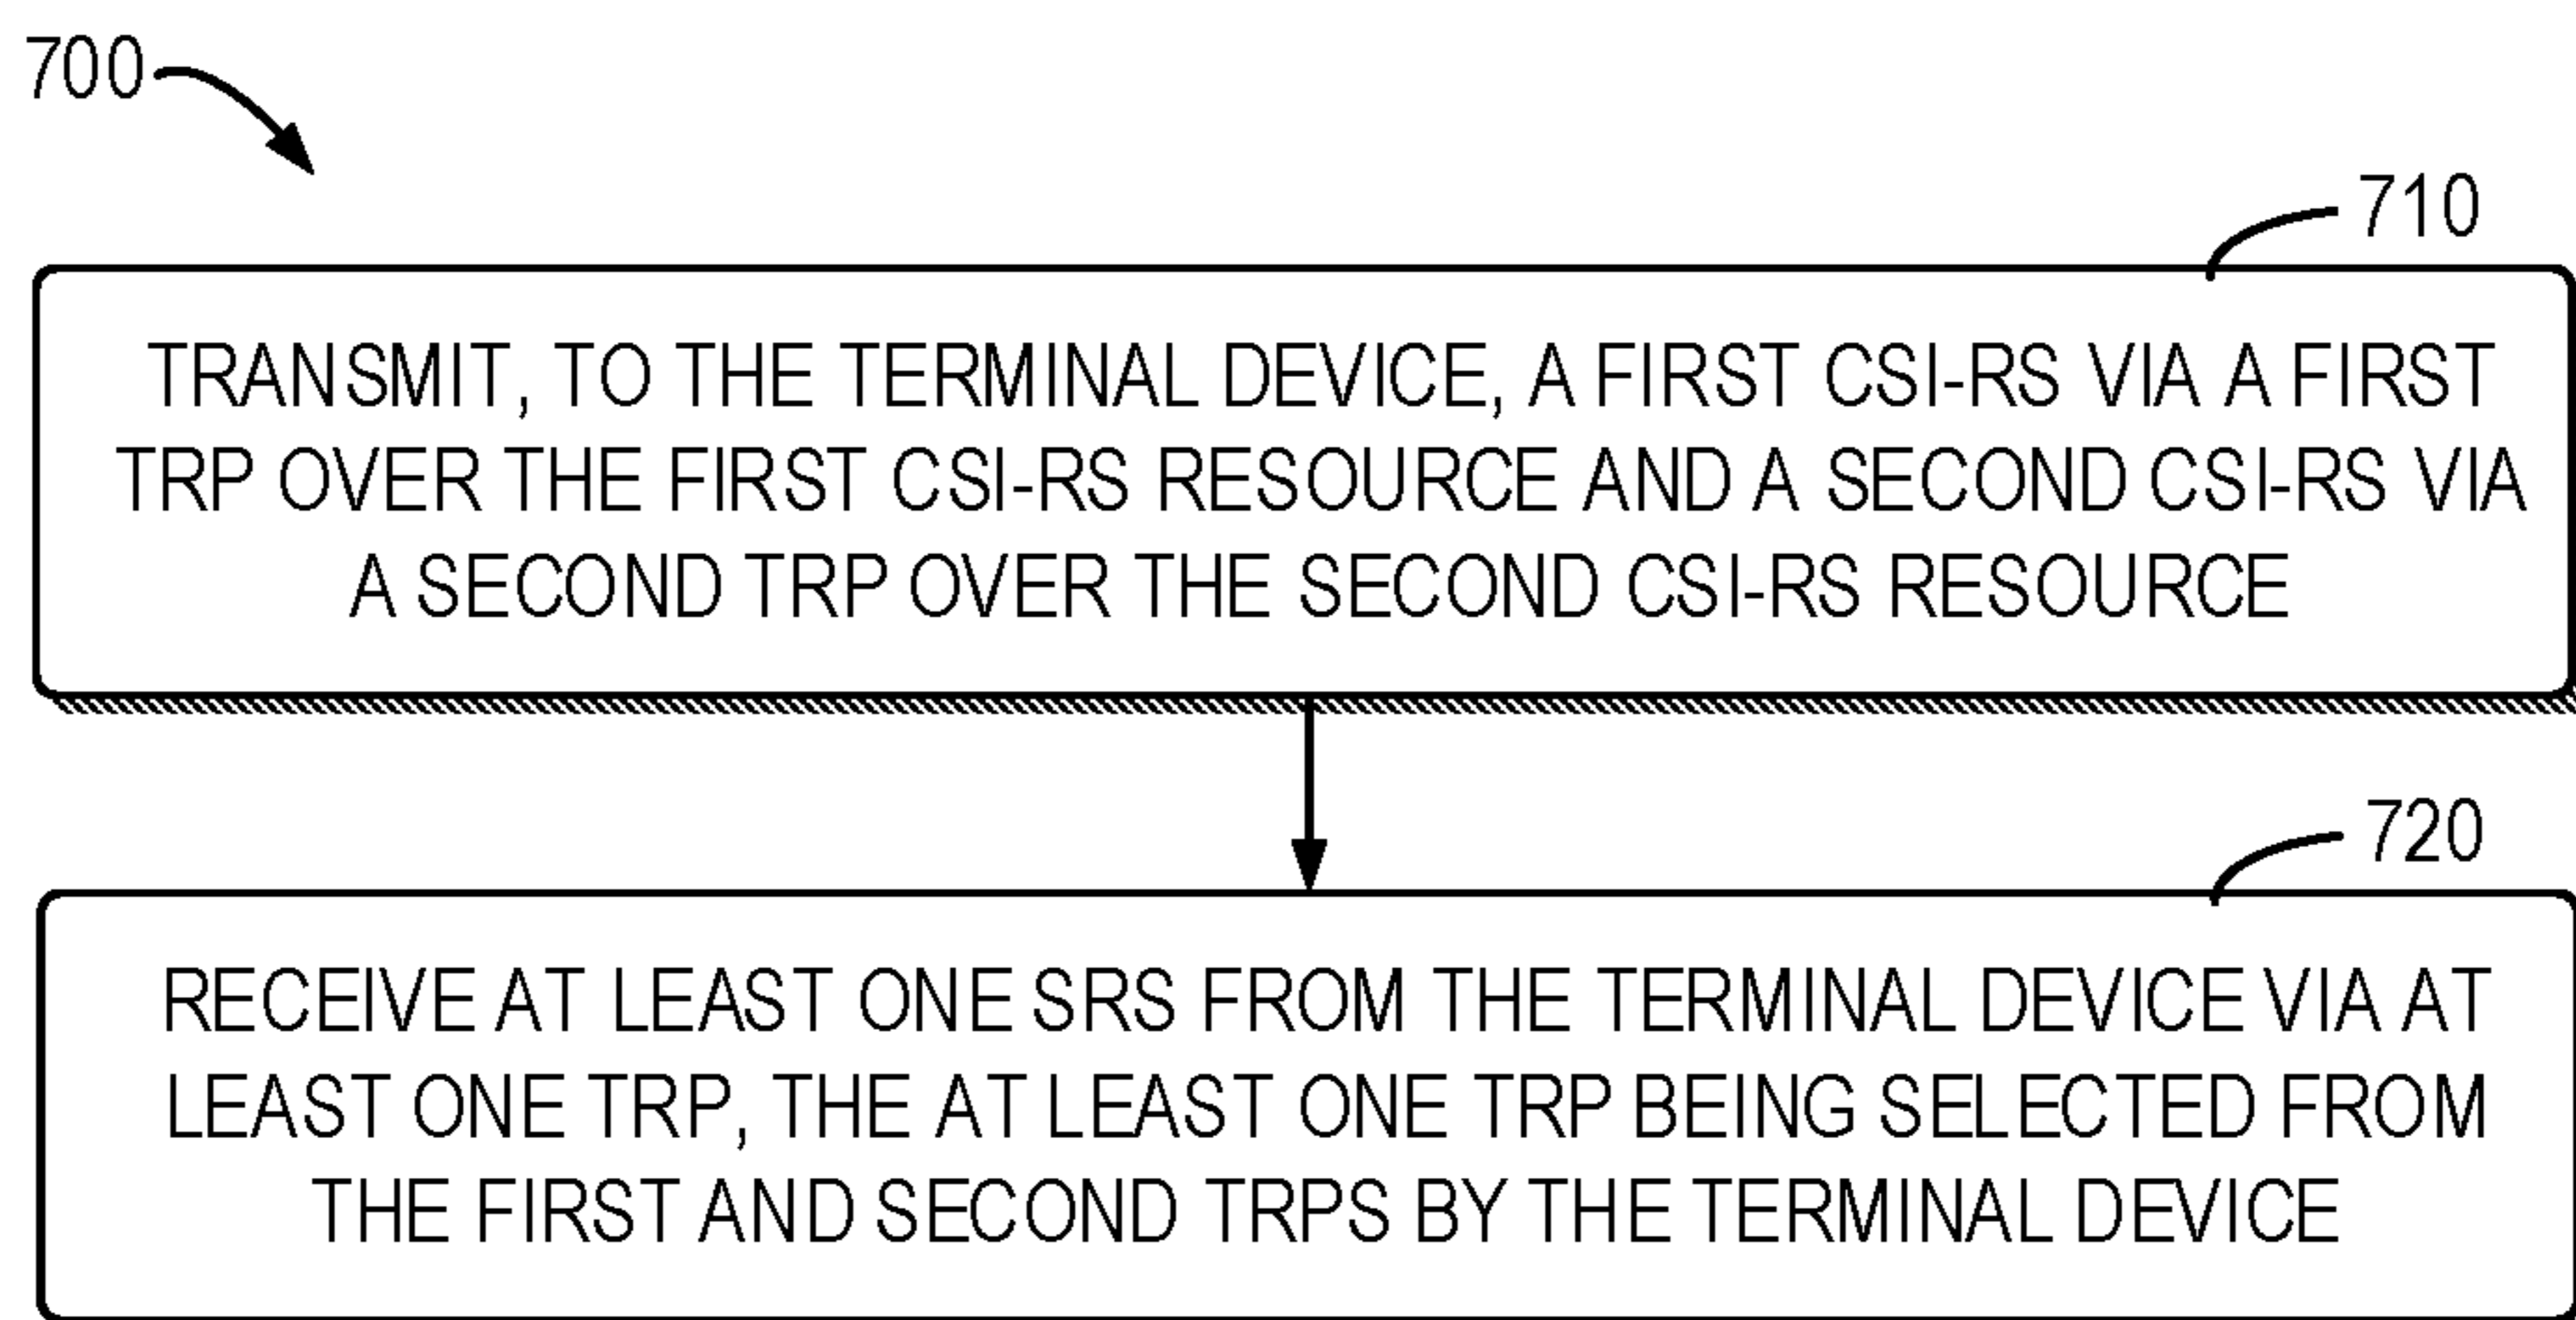 700
710
TRANSMIT, TO THE TERMINAL DEVICE, A FIRST CSI-RS VIA A FIRST
TRP OVER THE FIRST CSI-RS RESOURCE AND A SECOND CSI-RS VIA
A SECOND TRP OVER THE SECOND CSI-RS RESOURCE
720
RECEIVE AT LEAST ONE SRS FROM THE TERMINAL DEVICE VIA AT
LEAST ONE TRP, THE AT LEAST ONE TRP BEING SELECTED FROM
THE FIRST AND SECOND TRPS BY THE TERMINAL DEVICE